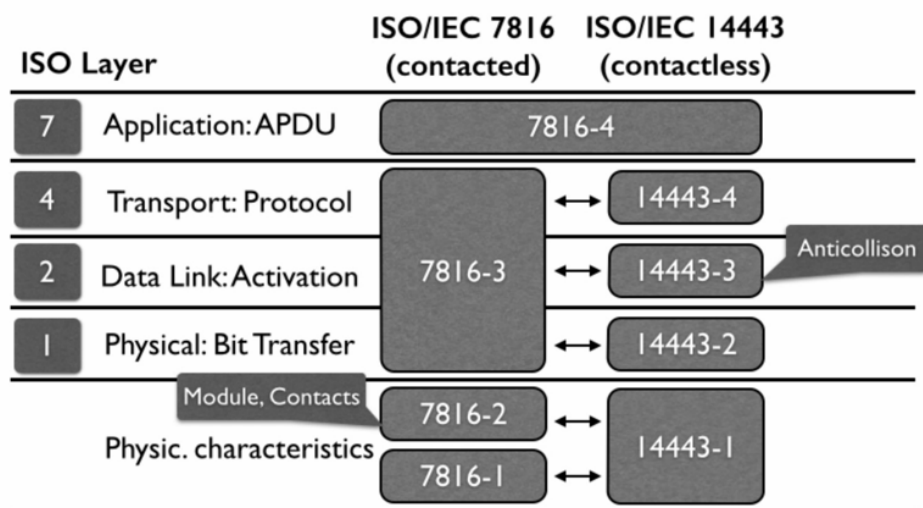 ISO/IEC 7816 ISO/IEC 14443
ISO Layer (contacted) (contactless)
7 Application: APDU 7816-4
4 Transport: Protocol 14443-4
Anticollison
2 Data Link: Activation 7816-3 14443-3
1 Physical: Bit Transfer 14443-2
Module, Contacts
7816-2
Physic. characteristics 14443-1
7816-1